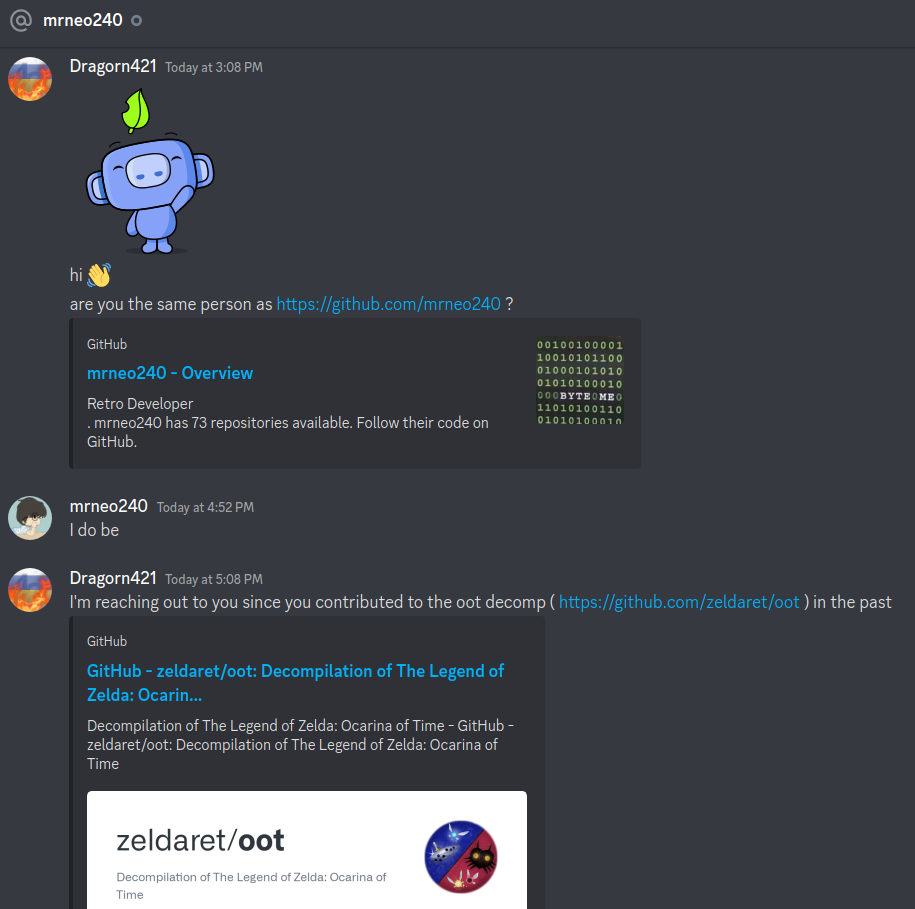 @ mrneo240
Dragorn421 Today at 3:08 PM
hi 👋
are you the same person as https://github.com/mrneo240 ?
GitHub
mrneo240 - Overview
Retro Developer
. mrneo240 has 73 repositories available. Follow their code on
GitHub.
00100100001
10010101100
01000101010
01010100010
000BYTE0ME0
11010100110
01010100010
mrneo240 Today at 4:52 PM
I do be
Dragorn421 Today at 5:08 PM
I'm reaching out to you since you contributed to the oot decomp ( https://github.com/zeldaret/oot ) in the past
GitHub
GitHub - zeldaret/oot: Decompilation of The Legend of
Zelda: Ocarin...
Decompilation of The Legend of Zelda: Ocarina of Time - GitHub -
zeldaret/oot: Decompilation of The Legend of Zelda: Ocarina of
Time
zeldaret/oot
Decompilation of The Legend of Zelda: Ocarina of
Time